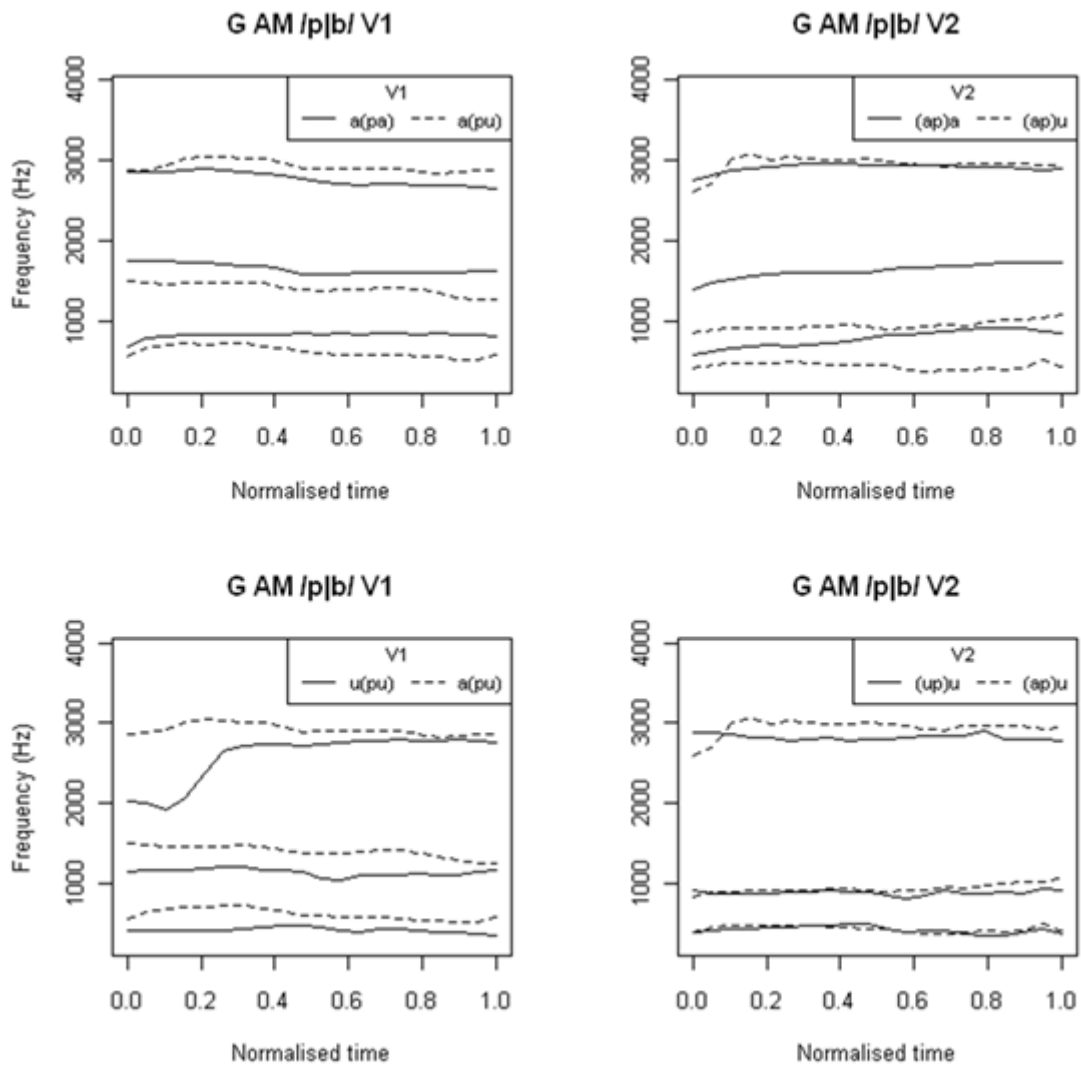 G AM /p|b/ V1
G AM /p|b/ V2
Frequency (Hz)
4000
3000
2000
1000
V1
a(pa) a(pu)
0.0 0.2 0.4 0.6 0.8 1.0
Normalised time
4000
3000
2000
1000
V2
(ap)a (ap)u
0.0 0.2 0.4 0.6 0.8 1.0
Normalised time
G AM /p|b/ V1
G AM /p|b/ V2
Frequency (Hz)
4000
3000
2000
1000
V1
u(pu) a(pu)
0.0 0.2 0.4 0.6 0.8 1.0
Normalised time
4000
3000
2000
1000
V2
(up)u (ap)u
0.0 0.2 0.4 0.6 0.8 1.0
Normalised time